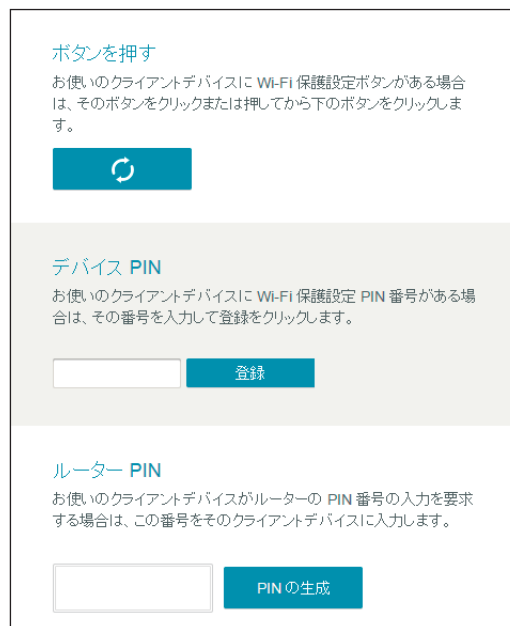 ボタンを押す
お使いのクライアントデバイスに Wi-Fi 保護設定ボタンがある場合
は、そのボタンをクリックまたは押してから下のボタンをクリックしま
す。
デバイス PIN
お使いのクライアントデバイスに Wi-Fi 保護設定 PIN 番号がある場
合は、その番号を入力して登録をクリックします。
登録
ルーター PIN
お使いのクライアントデバイスがルーターの PIN 番号の入力を要求
する場合は、この番号をそのクライアントデバイスに入力します。
PIN の生成